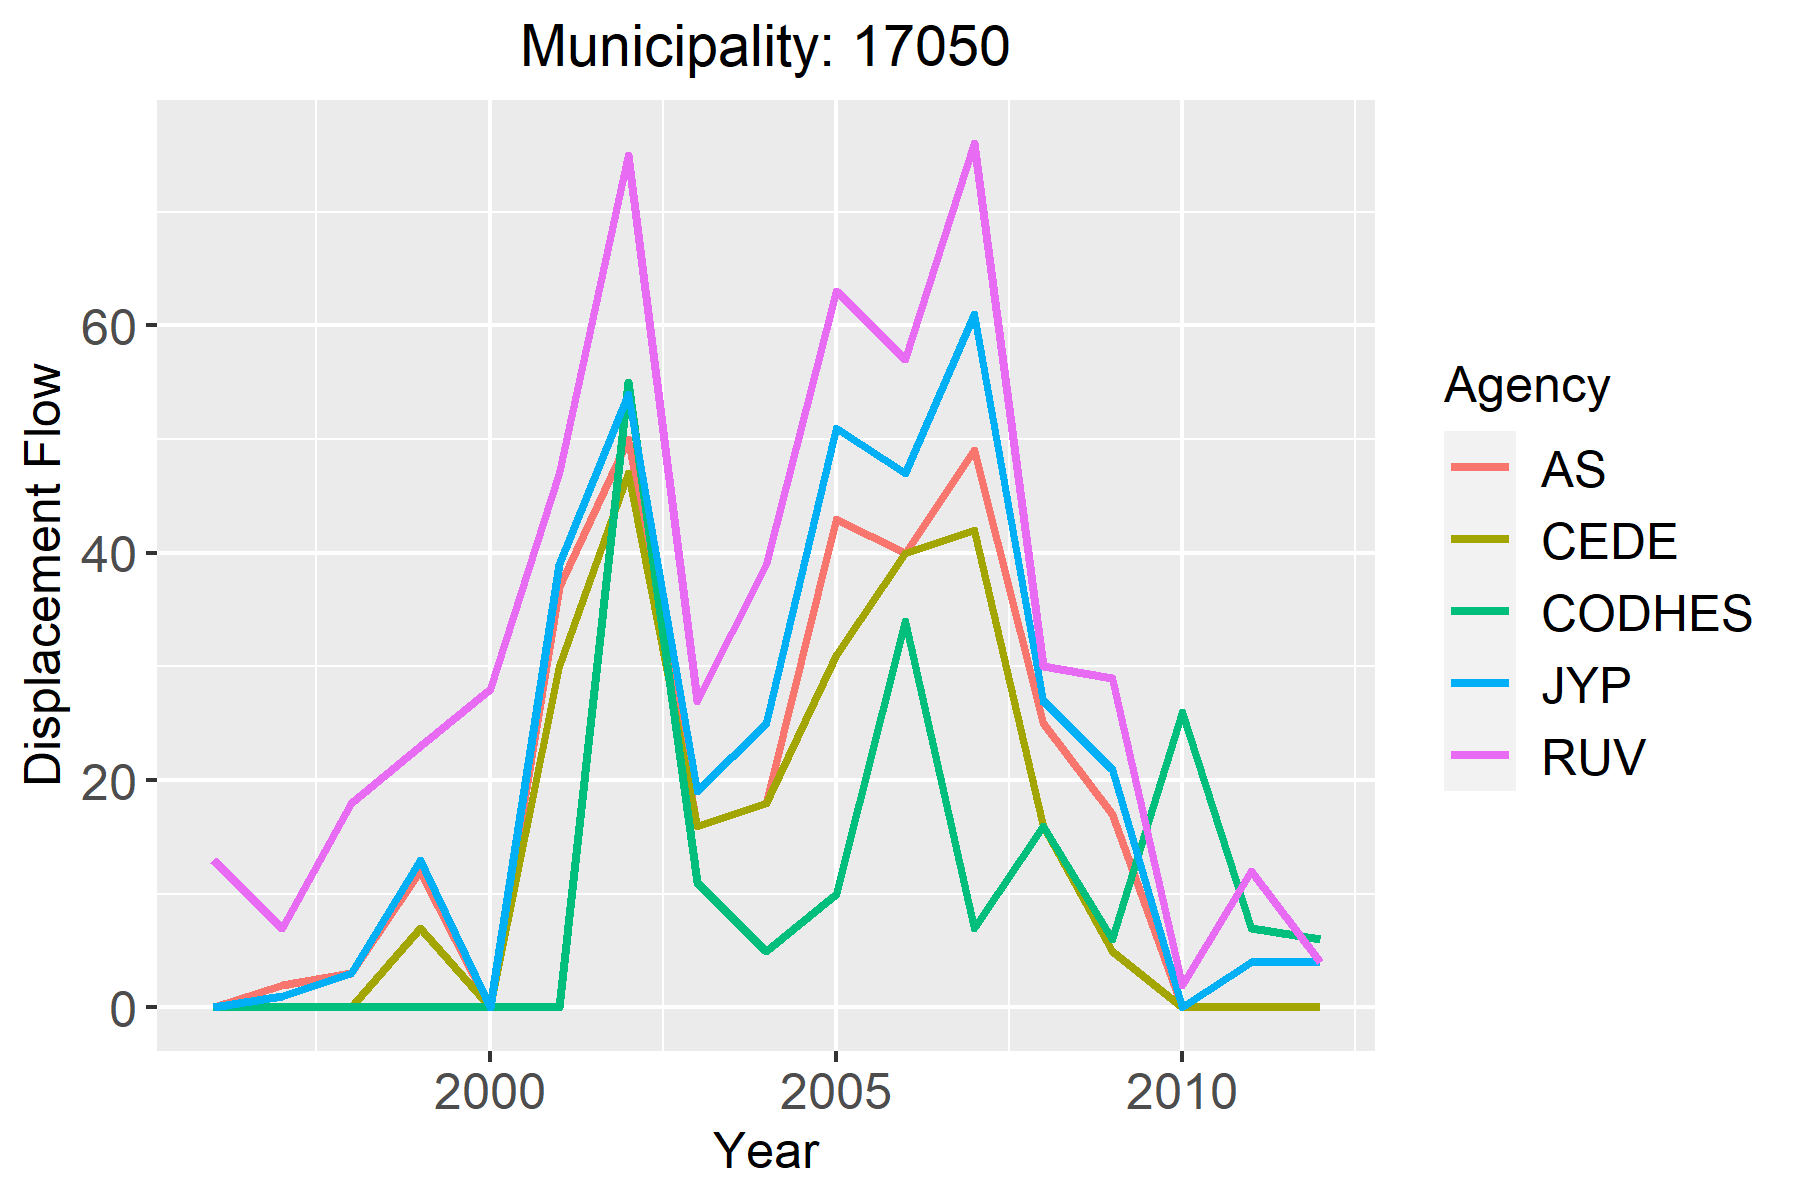 Municipality: 17050
Displacement Flow
60
40
20
0
2000 2005 2010
Year
Agency
AS
CEDE
CODHES
JYP
RUV